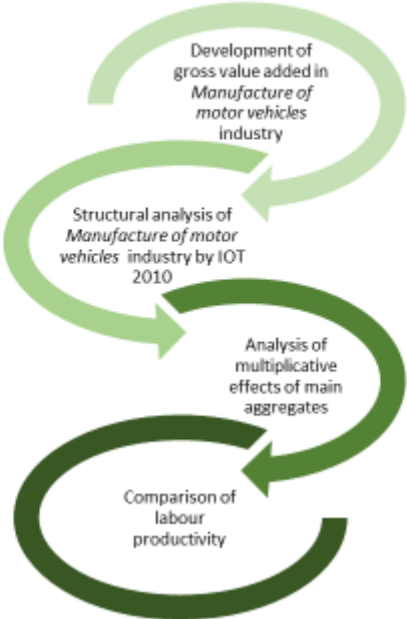 Development of
gross value added in
Manufacture of
motor vehicles
industry
Structural analysis of
Manufacture of motor
vehicles industry by IOT
2010
Analysis of
multiplicative
effects of main
aggregates
Comparison of
labour
productivity